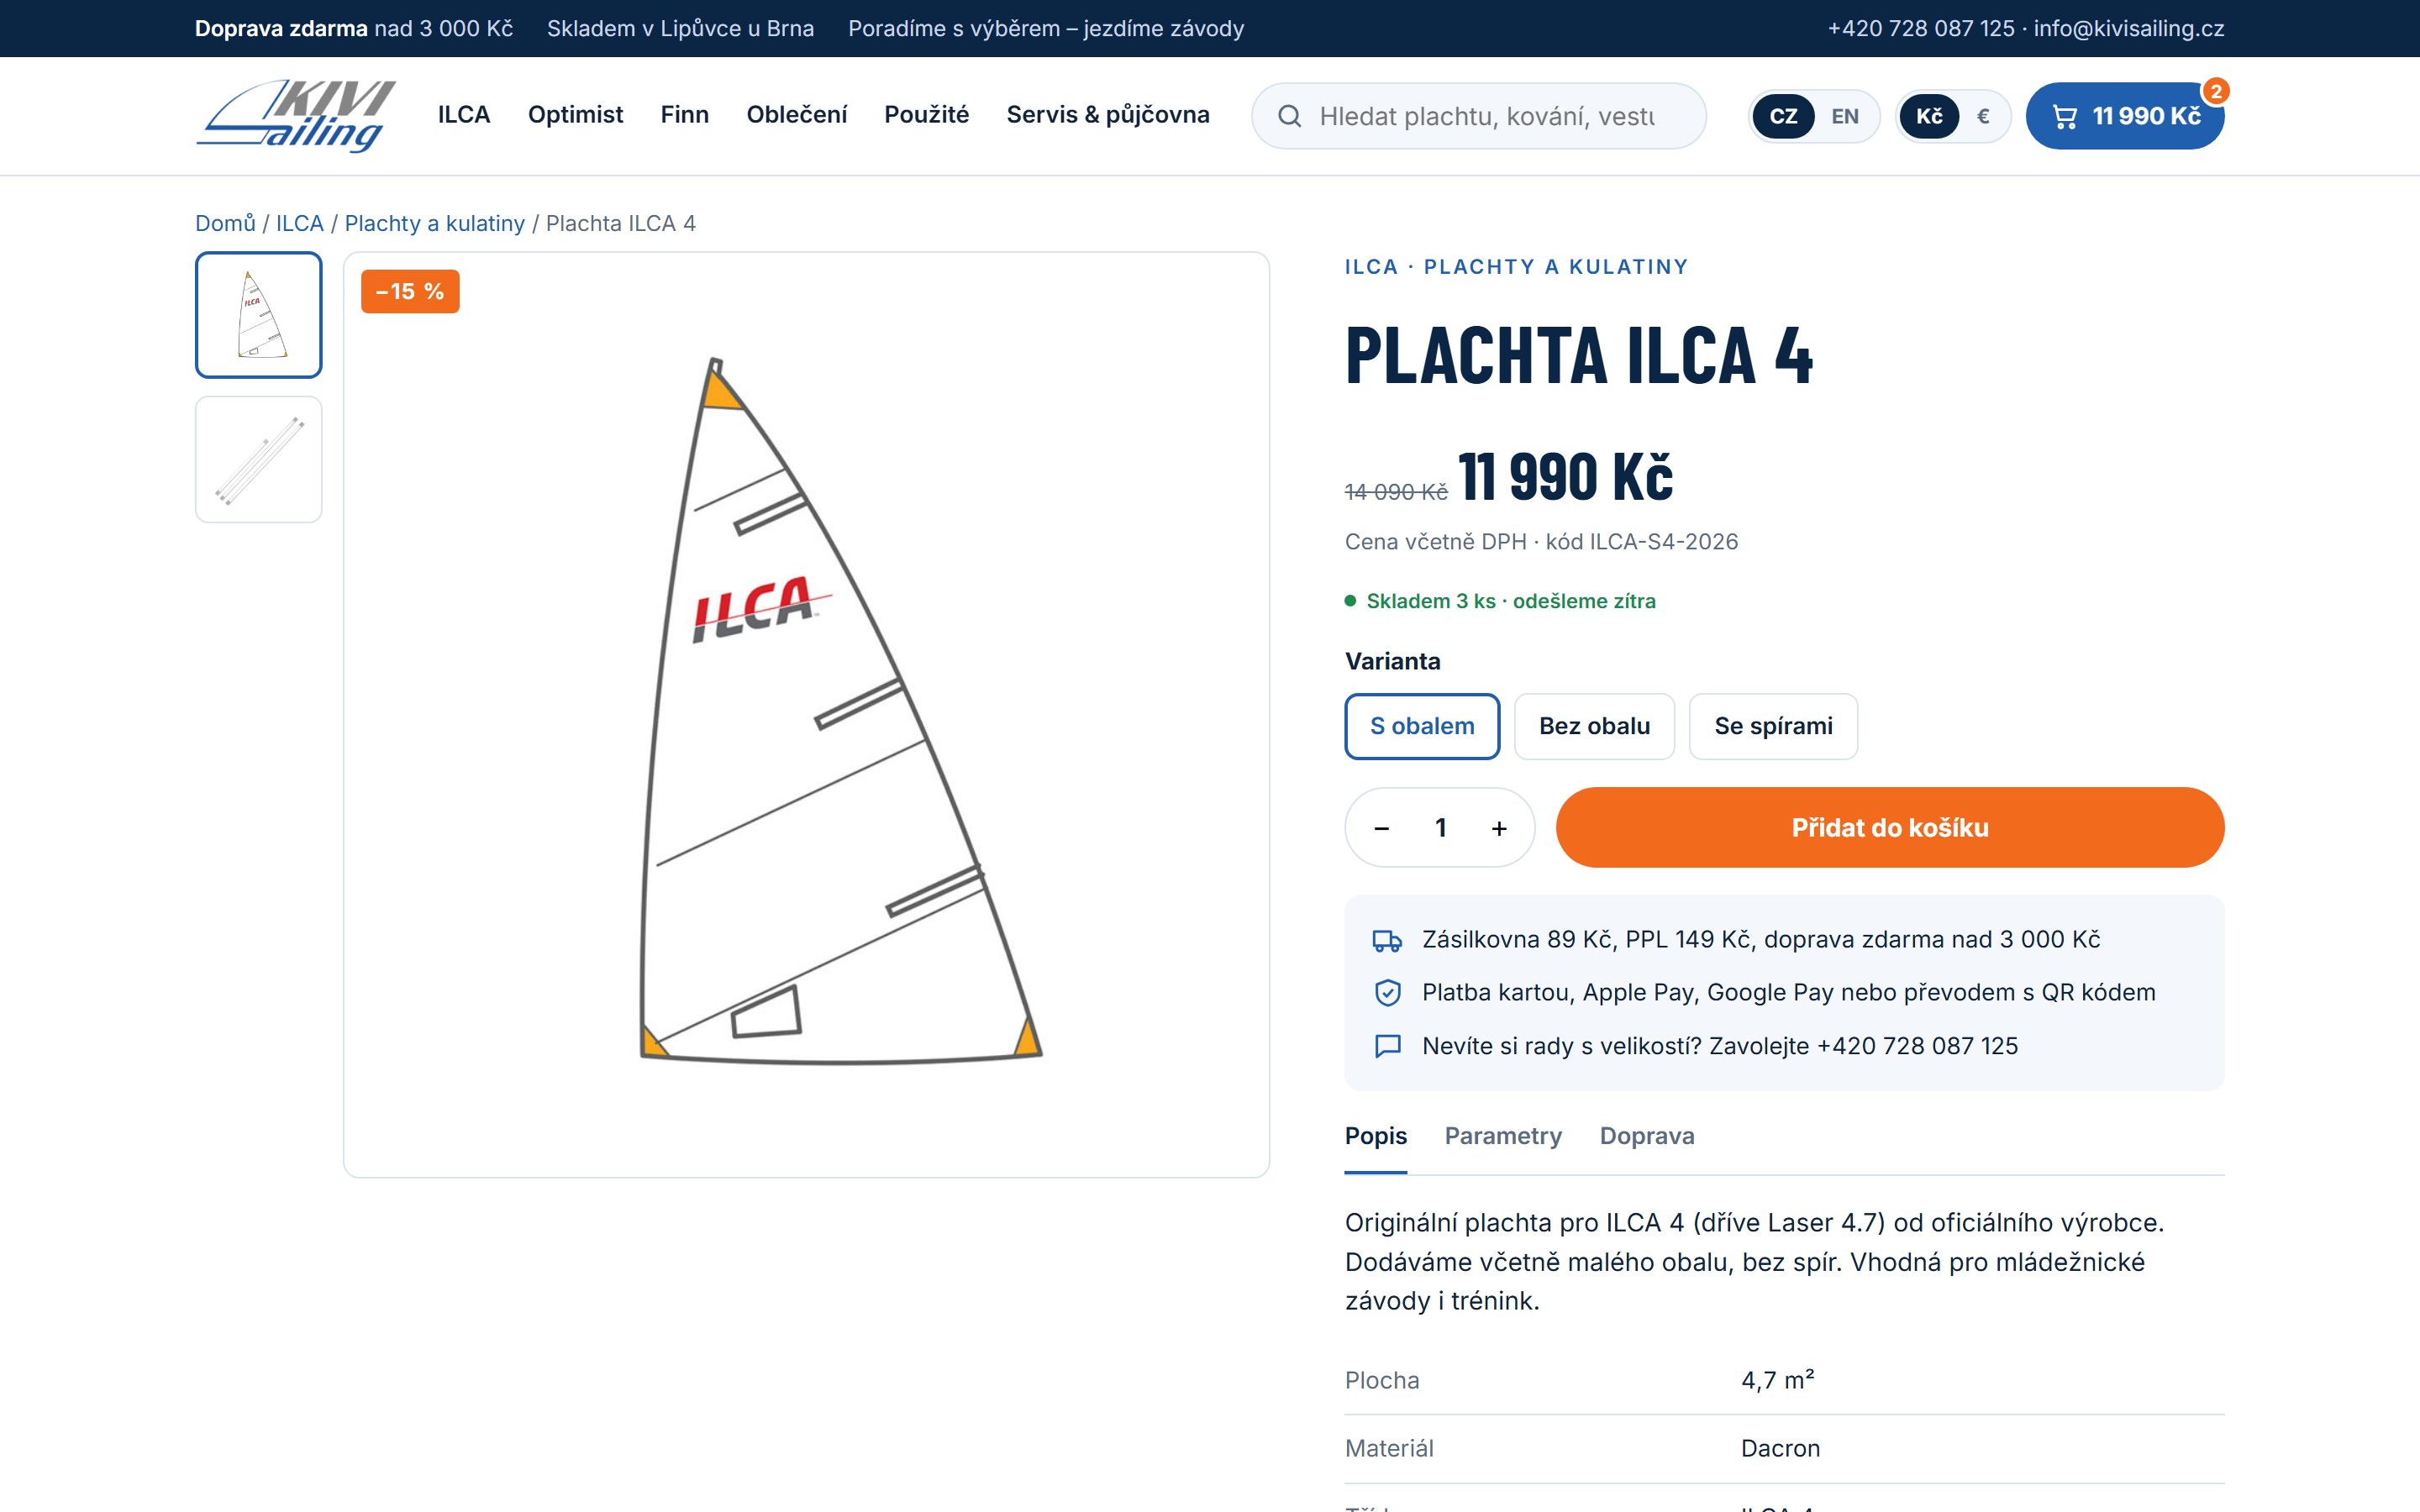 Doprava zdarma nad 3 000 Kč Skladem v Lipůvce u Brna Poradíme s výběrem – jezdíme závody +420 728 087 125 · info@kivisailing.cz
KIVI
ailing
ILCA Optimist Finn Oblečení Použité Servis & půjčovna
Hledat plachtu, kování, vestu
CZ EN Kč € 11 990 Kč 2
Domů / ILCA / Plachty a kulatiny / Plachta ILCA 4
ILCA
–15 %
ILCA
ILCA · PLACHTY A KULATINY
PLACHTA ILCA 4
14 090 Kč 11 990 Kč
Cena včetně DPH · kód ILCA-S4-2026
Skladem 3 ks · odešleme zítra
Varianta
S obalem Bez obalu Se spírami
– 1 + Přidat do košíku
Zásilkovna 89 Kč, PPL 149 Kč, doprava zdarma nad 3 000 Kč
Platba kartou, Apple Pay, Google Pay nebo převodem s QR kódem
Nevíte si rady s velikostí? Zavolejte +420 728 087 125
Popis Parametry Doprava
Originální plachta pro ILCA 4 (dříve Laser 4.7) od oficiálního výrobce.
Dodáváme včetně malého obalu, bez spír. Vhodná pro mládežnické
závody i trénink.
Plocha 4,7 m²
Materiál Dacron